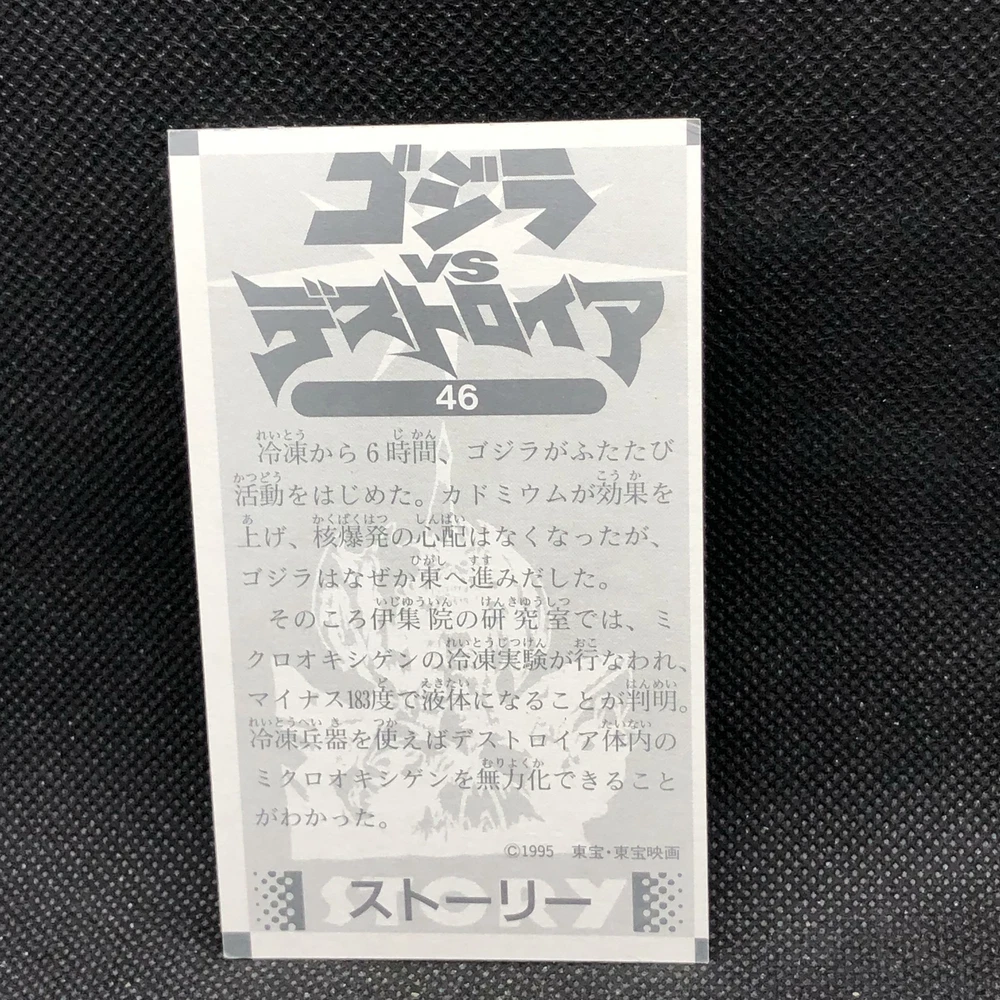 ゴジラ
VS
デストロイア
46
冷凍から6時間、ゴジラがふたたび
活動をはじめた。カドミウムが効果を
上げ、核爆発の心配はなくなったが、
ゴジラはなぜか東へ進みだした。
そのころ伊集院の研究室では、ミ
クロオキシゲンの冷凍実験が行なわれ、
マイナス183度で液体になることが判明。
冷凍兵器を使えばデストロイア体内の
ミクロオキシゲンを無力化できること
がわかった。
©1995 東宝・東宝映画
STORY
ストーリー